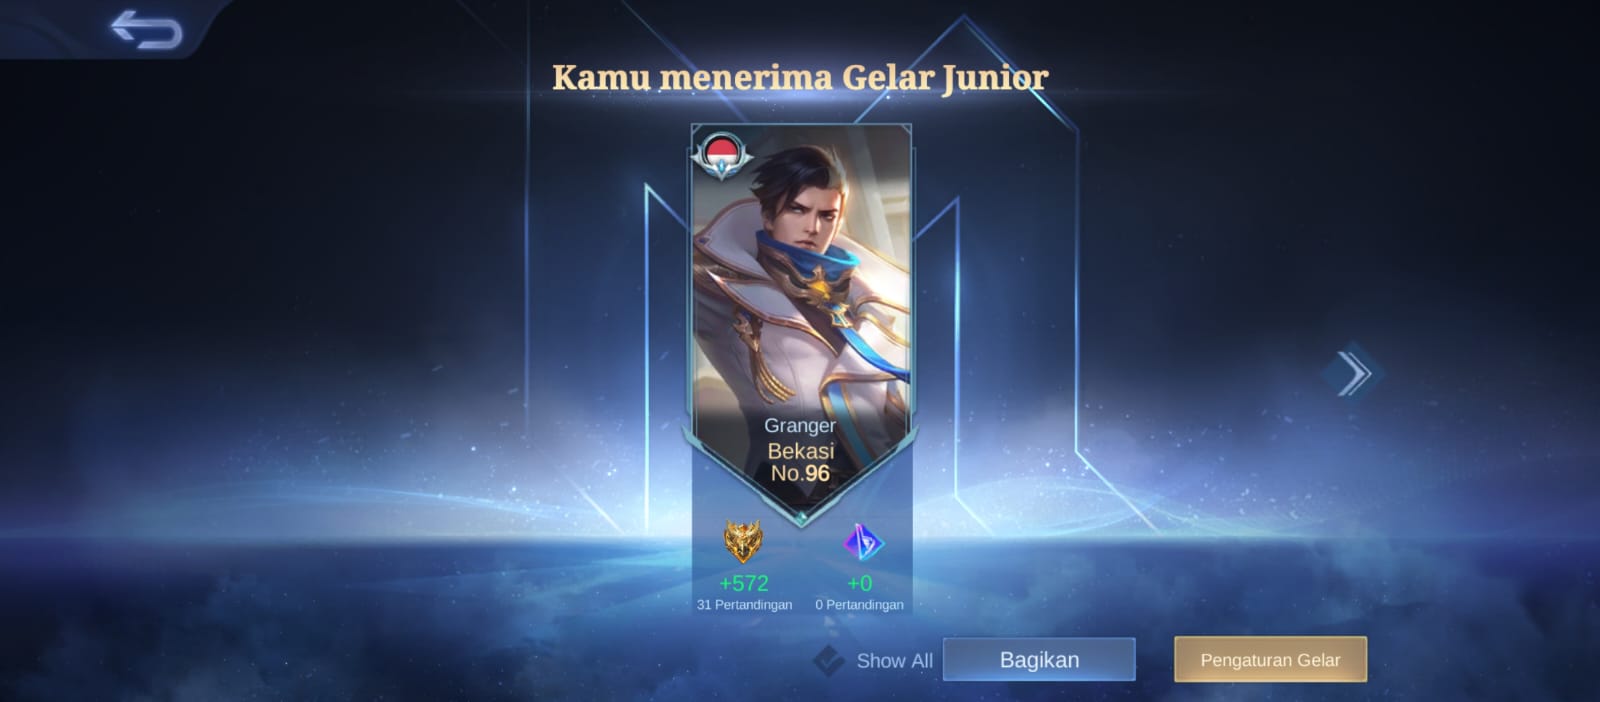 Kamu menerima Gelar Junior
Granger
Bekasi
No.96
+572
+0
31 Pertandingan
0 Pertandingan
Show All
Bagikan
Pengaturan Gelar